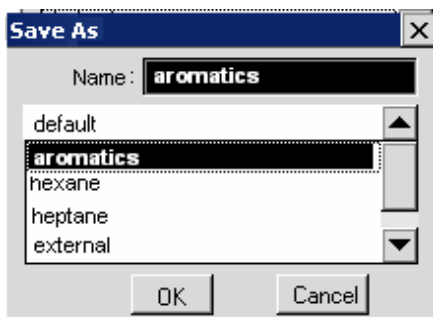 Save As
Name: aromatics
default
aromatics
hexane
heptane
external
OK Cancel